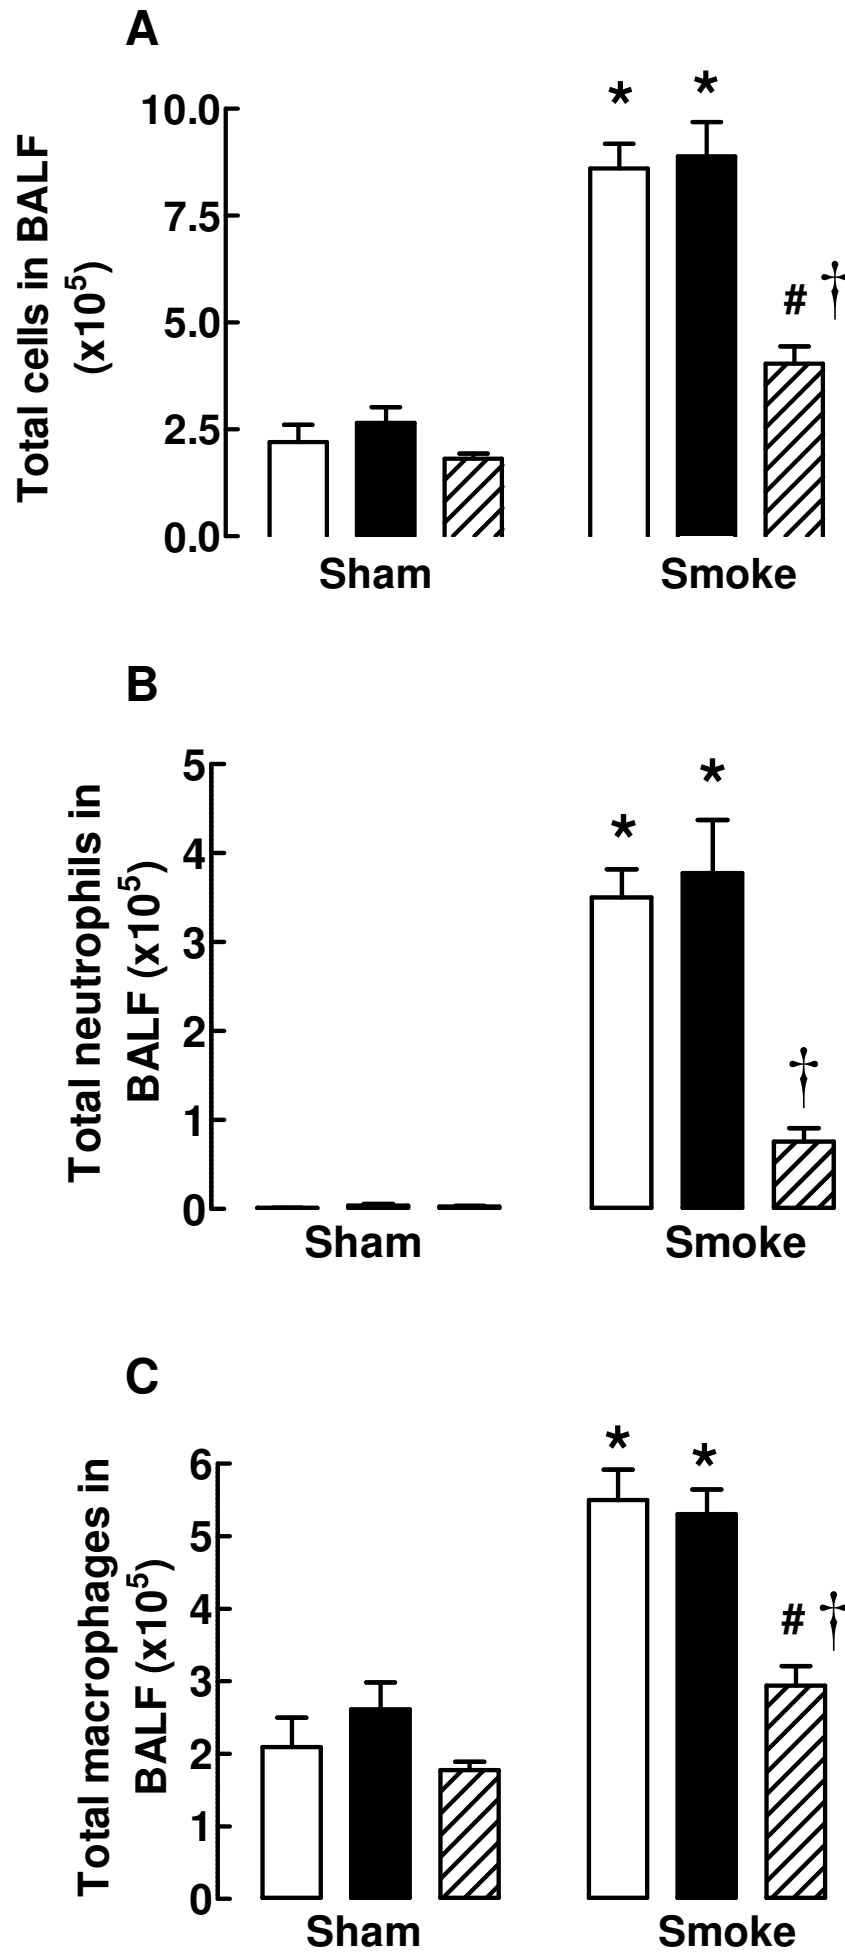 A
Total cells in BALF
(x10⁵)
10.0
7.5
5.0
2.5
0.0
* *
# †
Sham Smoke
B
Total neutrophils in
BALF (x10⁵)
5
4
3
2
1
0
* *
†
Sham Smoke
C
Total macrophages in
BALF (x10⁵)
6
5
4
3
2
1
0
* *
# †
Sham Smoke